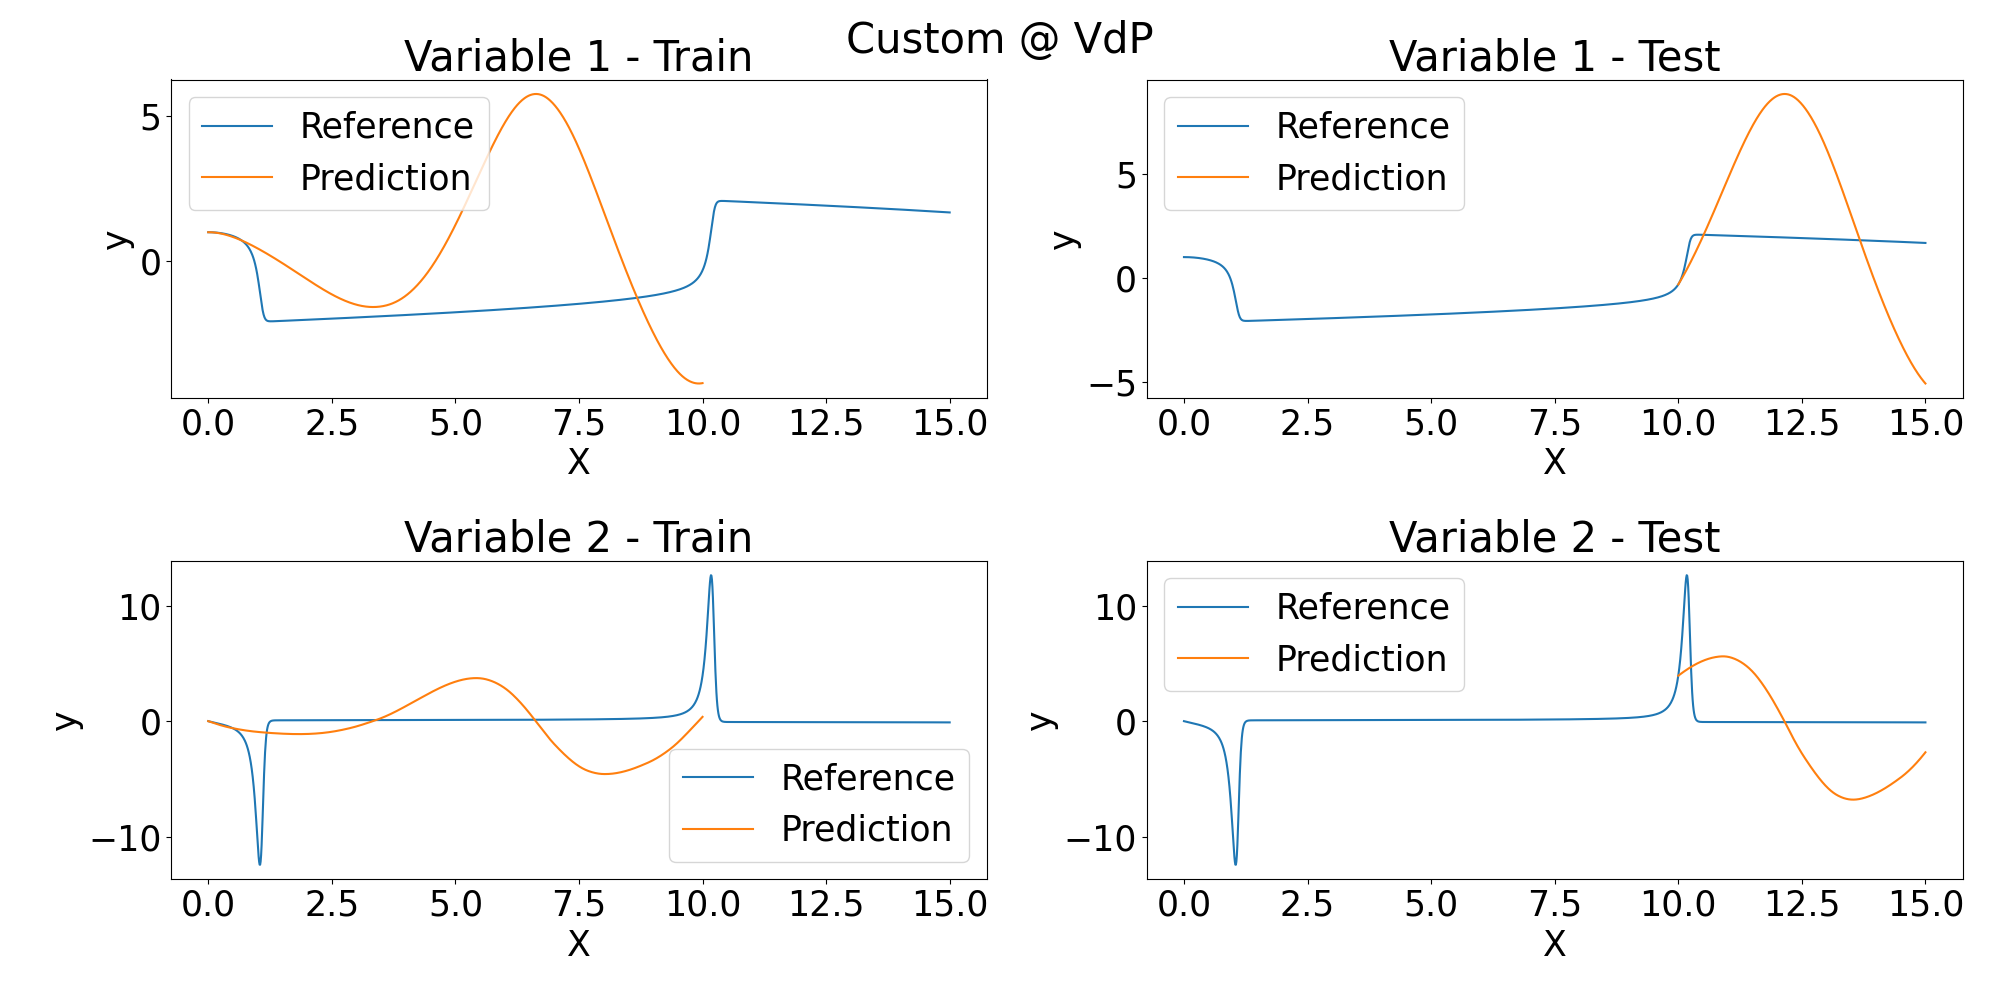 Custom @ VdP
Variable 1 - Train
Reference
Prediction
5
0
y
0.0 2.5 5.0 7.5 10.0 12.5 15.0
X
Variable 1 - Test
Reference
Prediction
5
0
−5
y
0.0 2.5 5.0 7.5 10.0 12.5 15.0
X
Variable 2 - Train
10
0
−10
y
Reference
Prediction
0.0 2.5 5.0 7.5 10.0 12.5 15.0
X
Variable 2 - Test
Reference
Prediction
10
0
−10
y
0.0 2.5 5.0 7.5 10.0 12.5 15.0
X